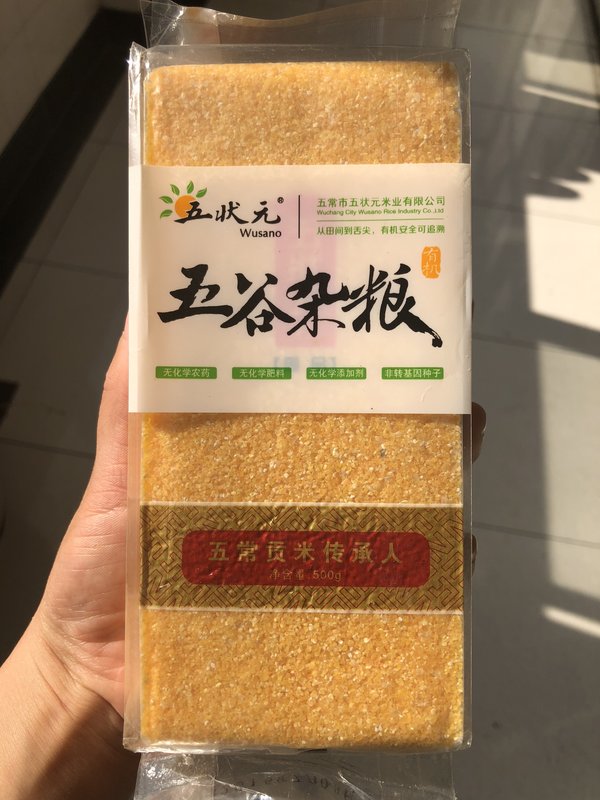 五状元®
Wusano
五常市五状元米业有限公司
Wuchang City Wusano Rice Industry Co.,Ltd
从田间到舌尖，有机安全可追溯
有机
五谷杂粮
无化学农药 无化学肥料 无化学添加剂 非转基因种子
五常贡米传承人
净含量:500g